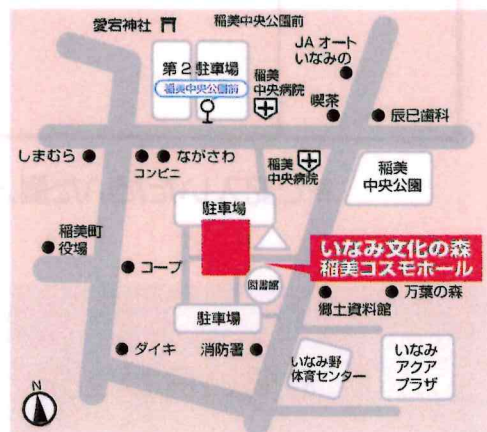 愛宕神社
稲美中央公園前
JA オート
いなみの
第2駐車場
稲美中央公園前
稲美
中央病院
喫茶
辰巳歯科
しまむら
ながさわ
コンビニ
稲美
中央病院
稲美
中央公園
駐車場
稲美町
役場
いなみ文化の森
稲美コスモホール
コープ
図書館
万葉の森
郷土資料館
駐車場
ダイキ
消防署
いなみ野
体育センター
いなみ
アクア
プラザ
N